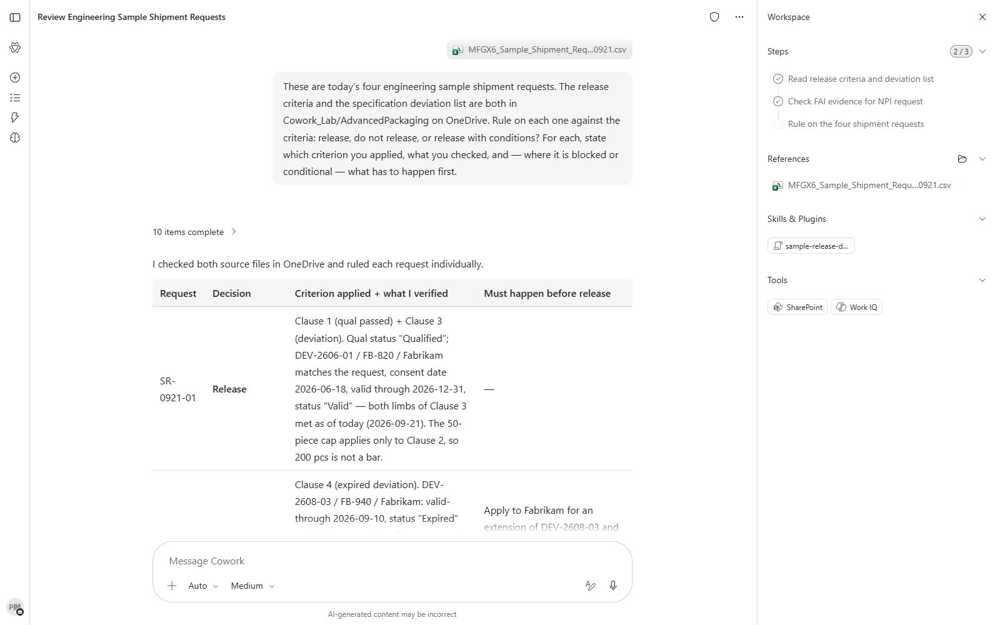 Review Engineering Sample Shipment Requests
MFGX6_Sample_Shipment_Req...0921.csv
These are today's four engineering sample shipment requests. The release
criteria and the specification deviation list are both in
Cowork_Lab/AdvancedPackaging on OneDrive. Rule on each one against the
criteria: release, do not release, or release with conditions? For each, state
which criterion you applied, what you checked, and — where it is blocked or
conditional — what has to happen first.
10 items complete
I checked both source files in OneDrive and ruled each request individually.
Request Decision Criterion applied + what I verified Must happen before release
SR-
0921-01
Release
Clause 1 (qual passed) + Clause 3
(deviation). Qual status "Qualified";
DEV-2606-01 / FB-820 / Fabrikam
matches the request, consent date
2026-06-18, valid through 2026-12-31,
status "Valid" — both limbs of Clause 3
met as of today (2026-09-21). The 50-
piece cap applies only to Clause 2, so
200 pcs is not a bar.
—
Clause 4 (expired deviation). DEV-
2608-03 / FB-940 / Fabrikam: valid-
through 2026-09-10, status "Expired"
Apply to Fabrikam for an
extension of DEV-2608-03 and
Message Cowork
Auto Medium
AI-generated content may be incorrect
Workspace
Steps 2 / 3
Read release criteria and deviation list
Check FAI evidence for NPI request
Rule on the four shipment requests
References
MFGX6_Sample_Shipment_Requ...0921.csv
Skills & Plugins
sample-release-d...
Tools
SharePoint Work IQ